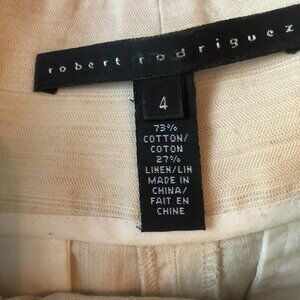 robert rodriguez
4
73%
COTTON/
COTON
27%
LINEN/LIN
MADE IN
CHINA/
FAIT EN
CHINE